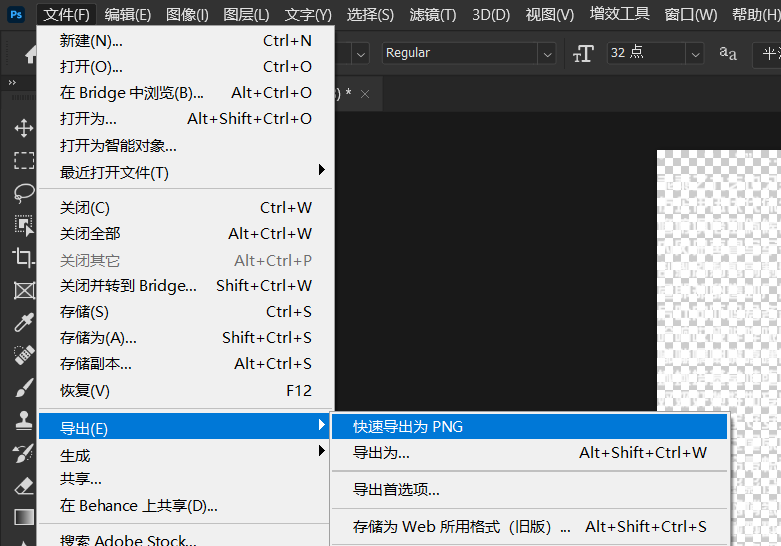 Ps 文件(F) 编辑(E) 图像(I) 图层(L) 文字(Y) 选择(S) 滤镜(T) 3D(D) 视图(V) 增效工具 窗口(W) 帮助(H)
Regular 32 点 aa
) * ×
新建(N)... Ctrl+N
打开(O)... Ctrl+O
在 Bridge 中浏览(B)... Alt+Ctrl+O
打开为... Alt+Shift+Ctrl+O
打开为智能对象...
最近打开文件(T)
关闭(C) Ctrl+W
关闭全部 Alt+Ctrl+W
关闭其它 Alt+Ctrl+P
关闭并转到 Bridge... Shift+Ctrl+W
存储(S) Ctrl+S
存储为(A)... Shift+Ctrl+S
存储副本... Alt+Ctrl+S
恢复(V) F12
导出(E)
快速导出为 PNG
生成
导出为... Alt+Shift+Ctrl+W
共享...
导出首选项...
在 Behance 上共享(D)...
存储为 Web 所用格式（旧版）... Alt+Shift+Ctrl+S
搜索 Adobe Stock...